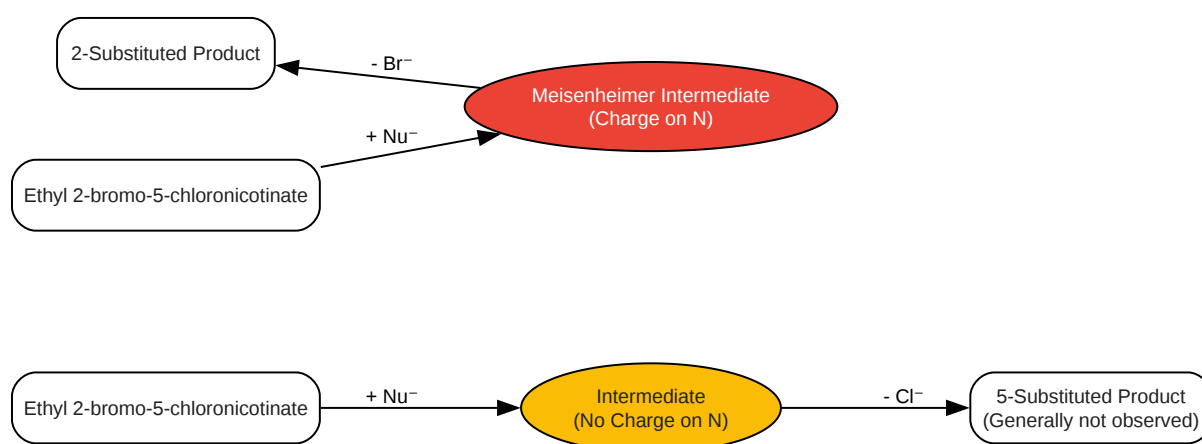 2-Substituted Product
- Br⁻
Meisenheimer Intermediate
(Charge on N)
+ Nu⁻
Ethyl 2-bromo-5-chloronicotinate
Ethyl 2-bromo-5-chloronicotinate
+ Nu⁻
Intermediate
(No Charge on N)
- Cl⁻
5-Substituted Product
(Generally not observed)